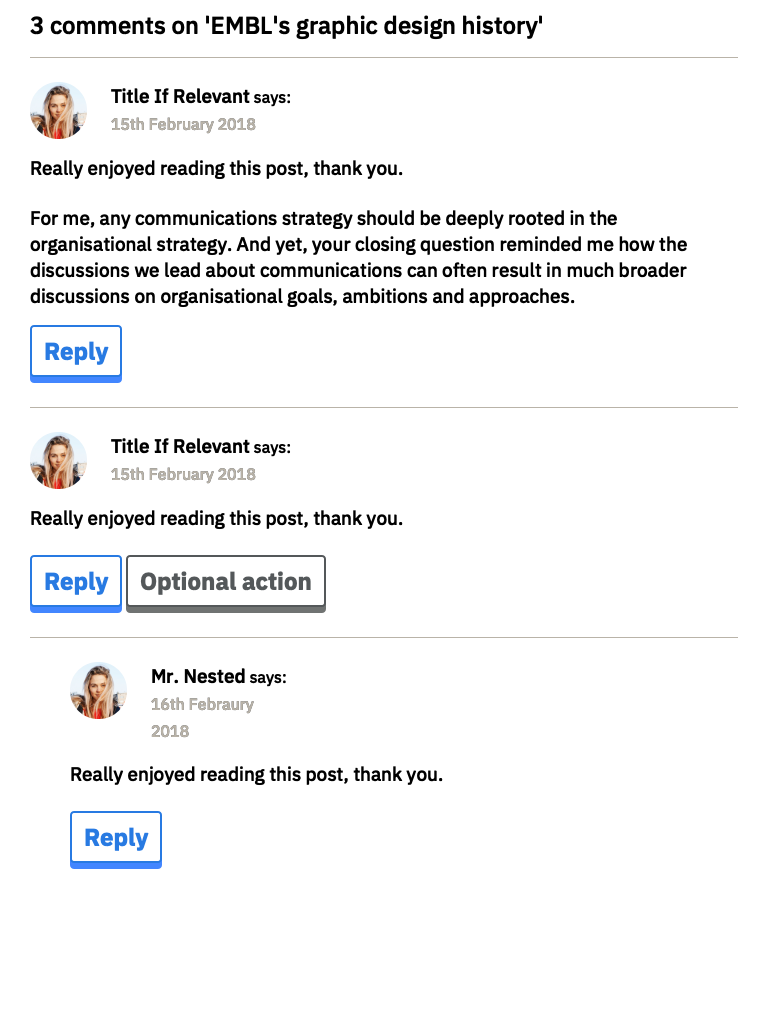 3 comments on 'EMBL's graphic design history'
Title If Relevant says:
15th February 2018
Really enjoyed reading this post, thank you.
For me, any communications strategy should be deeply rooted in the
organisational strategy. And yet, your closing question reminded me how the
discussions we lead about communications can often result in much broader
discussions on organisational goals, ambitions and approaches.
Reply
Title If Relevant says:
15th February 2018
Really enjoyed reading this post, thank you.
Reply Optional action
Mr. Nested says:
16th Febraury
2018
Really enjoyed reading this post, thank you.
Reply